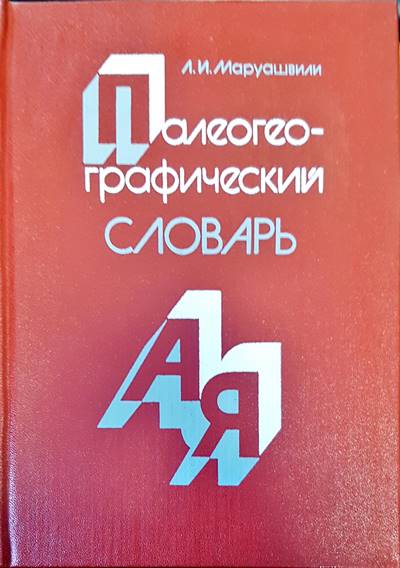 Л.И. Маруашвили
Палеогео-
графический
СЛОВАРЬ
А
Я